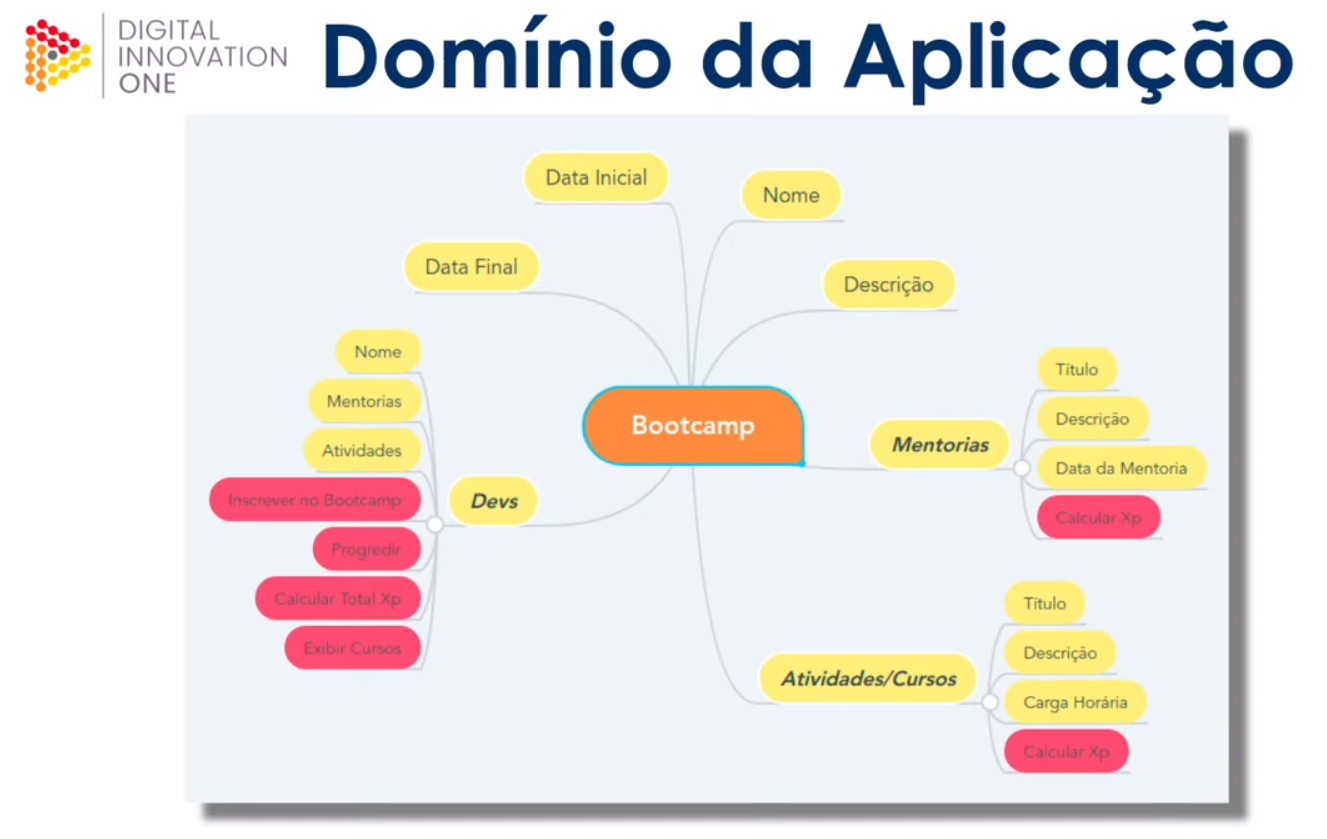 DIGITAL
INNOVATION
ONE
Domínio da Aplicação
Data Inicial
Nome
Data Final
Descrição
Bootcamp
Nome
Mentorias
Atividades
Inscrever no Bootcamp
Progredir
Calcular Total Xp
Exibir Cursos
Devs
Mentorias
Título
Descrição
Data da Mentoria
Calcular Xp
Atividades/Cursos
Título
Descrição
Carga Horária
Calcular Xp